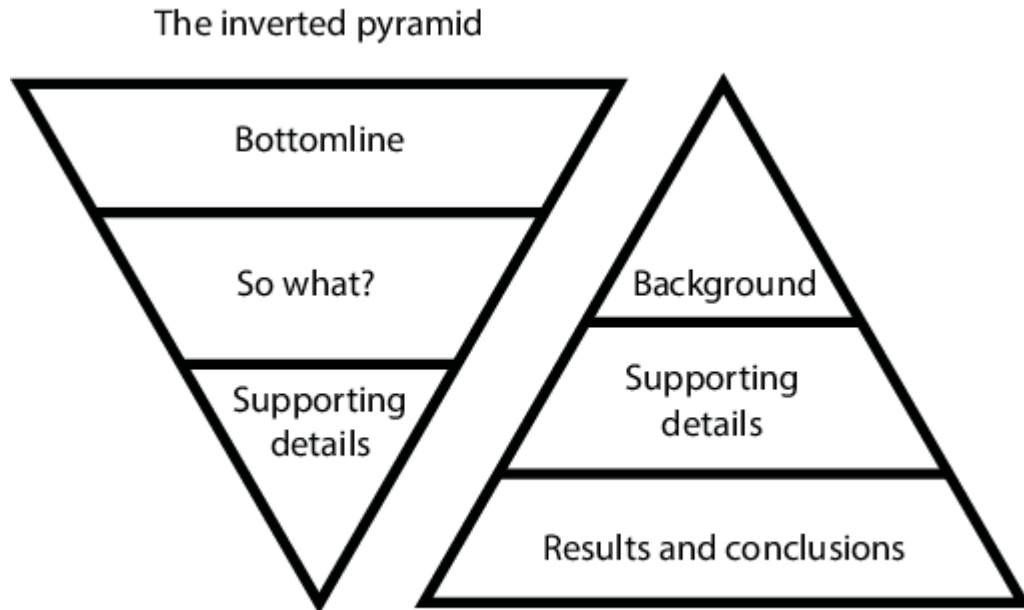 The inverted pyramid
Bottomline
So what?
Supporting
details
Background
Supporting
details
Results and conclusions